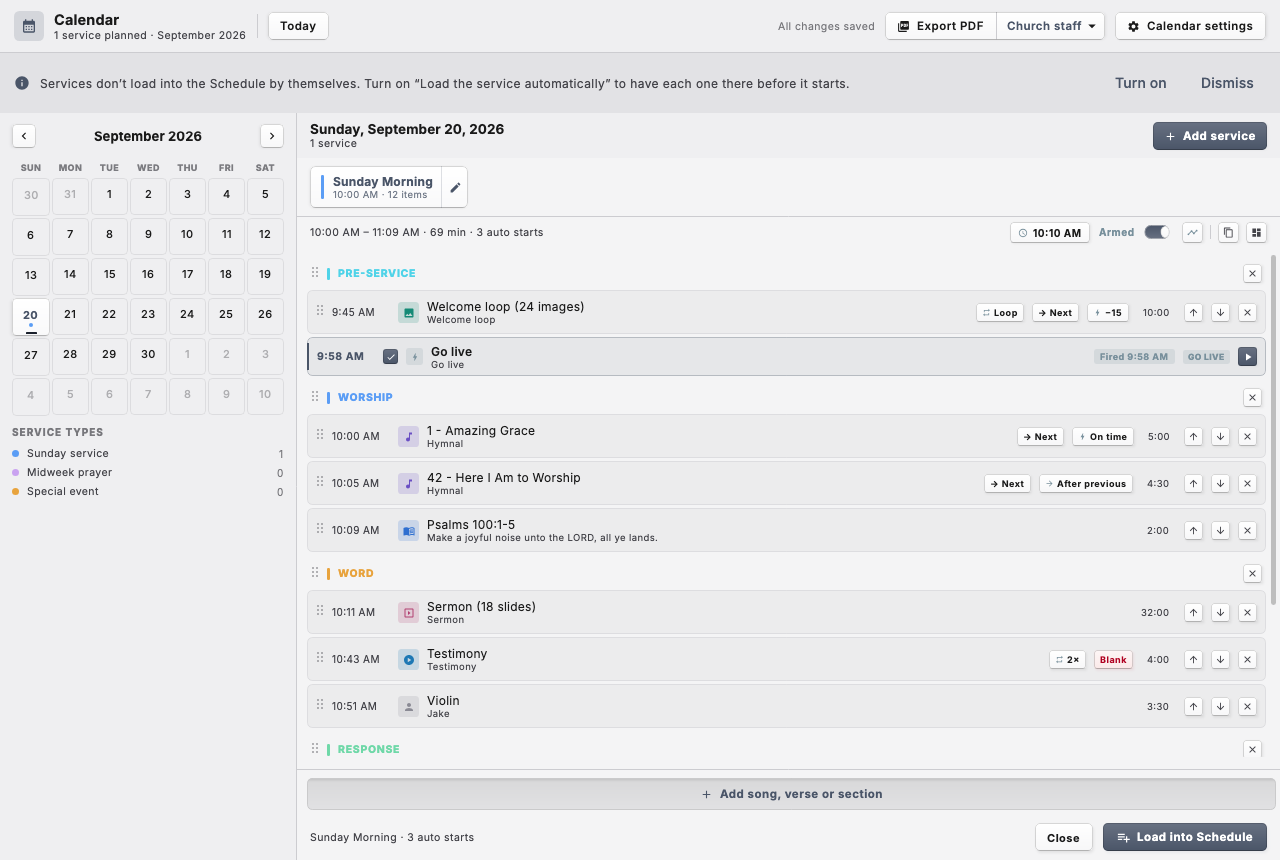 Calendar
1 service planned · September 2026
Today
All changes saved
Export PDF
Church staff
Calendar settings
Services don’t load into the Schedule by themselves. Turn on “Load the service automatically” to have each one there before it starts.
Turn on
Dismiss
September 2026
SUN MON TUE WED THU FRI SAT
30 31 1 2 3 4 5
6 7 8 9 10 11 12
13 14 15 16 17 18 19
20 21 22 23 24 25 26
27 28 29 30 1 2 3
4 5 6 7 8 9 10
SERVICE TYPES
Sunday service 1
Midweek prayer 0
Special event 0
Sunday, September 20, 2026
1 service
+ Add service
Sunday Morning
10:00 AM · 12 items
10:00 AM – 11:09 AM · 69 min · 3 auto starts
10:10 AM
Armed
PRE-SERVICE
9:45 AM
Welcome loop (24 images)
Welcome loop
Loop
→ Next
−15
10:00
9:58 AM
Go live
Go live
Fired 9:58 AM
GO LIVE
WORSHIP
10:00 AM
1 - Amazing Grace
Hymnal
→ Next
On time
5:00
10:05 AM
42 - Here I Am to Worship
Hymnal
→ Next
→ After previous
4:30
10:09 AM
Psalms 100:1-5
Make a joyful noise unto the LORD, all ye lands.
2:00
WORD
10:11 AM
Sermon (18 slides)
Sermon
32:00
10:43 AM
Testimony
Testimony
2×
Blank
4:00
10:51 AM
Violin
Jake
3:30
RESPONSE
+ Add song, verse or section
Sunday Morning · 3 auto starts
Close
Load into Schedule